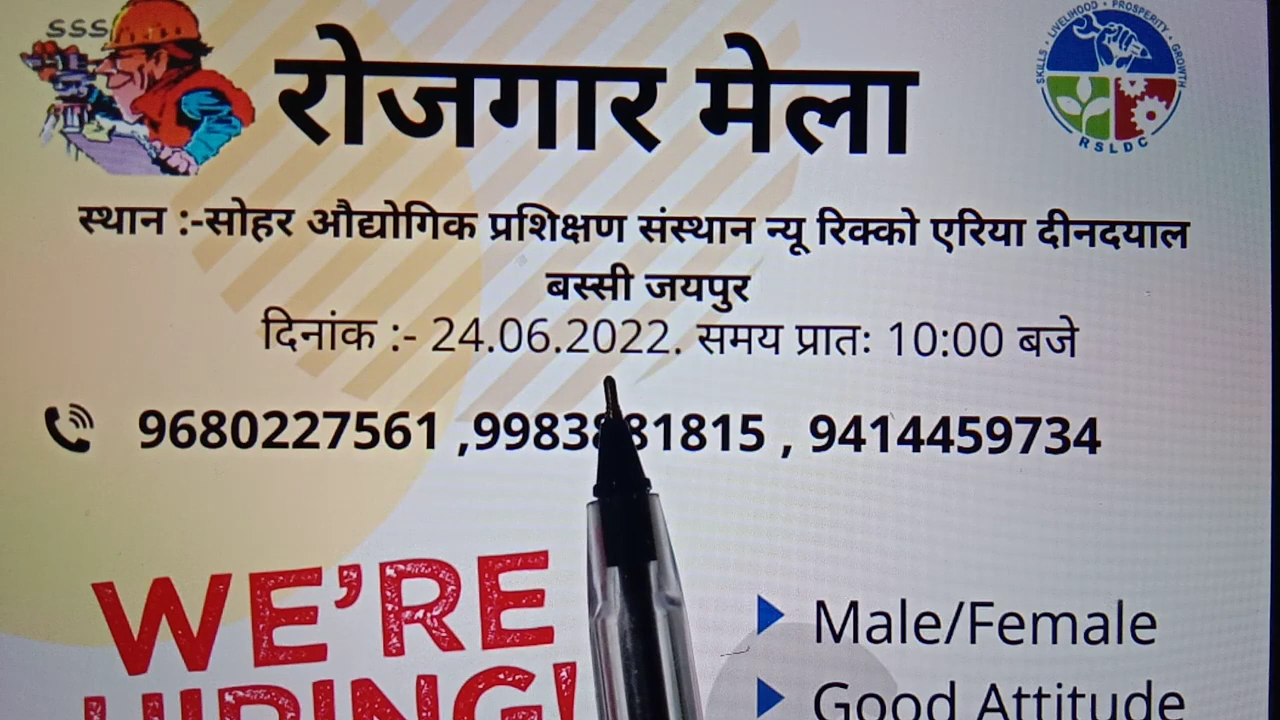 SSS
रोजगार मेला
SKILLS • LIVELIHOOD • PROSPERITY • GROWTH
RSLDC
स्थान :-सोहर औद्योगिक प्रशिक्षण संस्थान न्यू रिक्को एरिया दीनदयाल
बस्सी जयपुर
दिनांक :- 24.06.2022. समय प्रातः 10:00 बजे
9680227561 , , 9414459734
WE'RE
HIRING!
Male/Female
Good Attitude